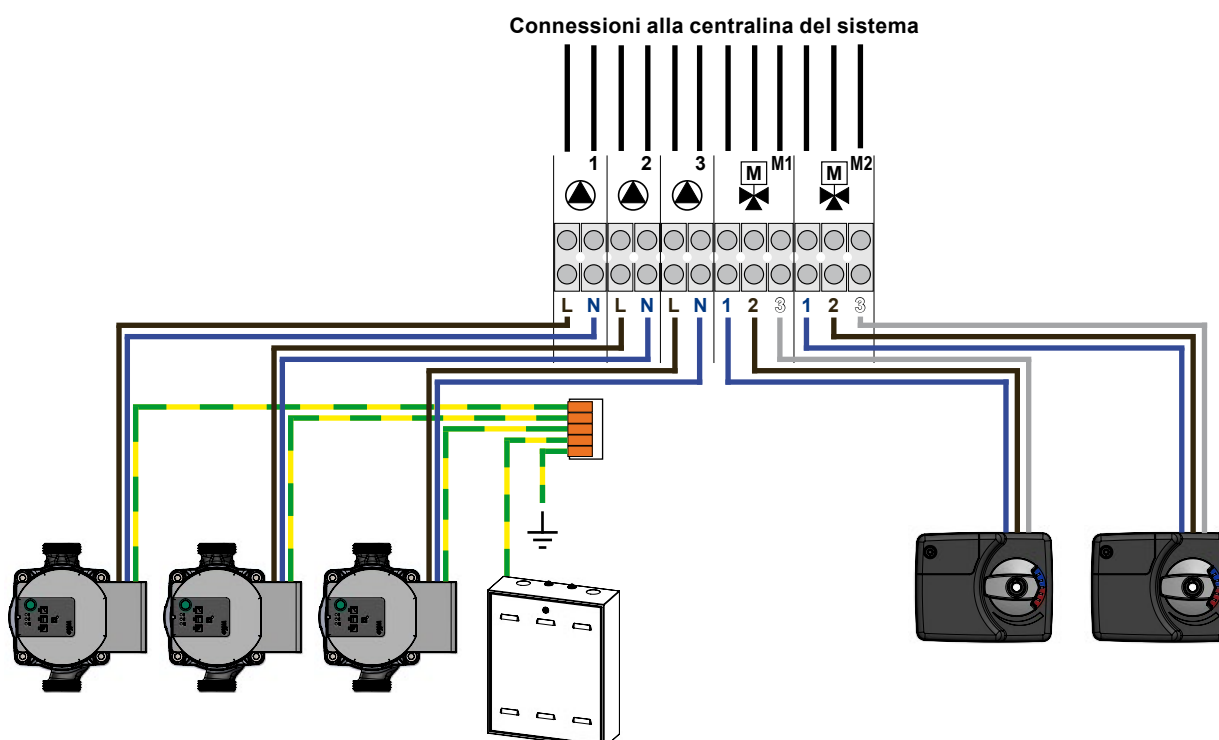 Connessioni alla centralina del sistema
1 2 3 M1 M2
M M
L N L N L N 1 2 3 1 2 3